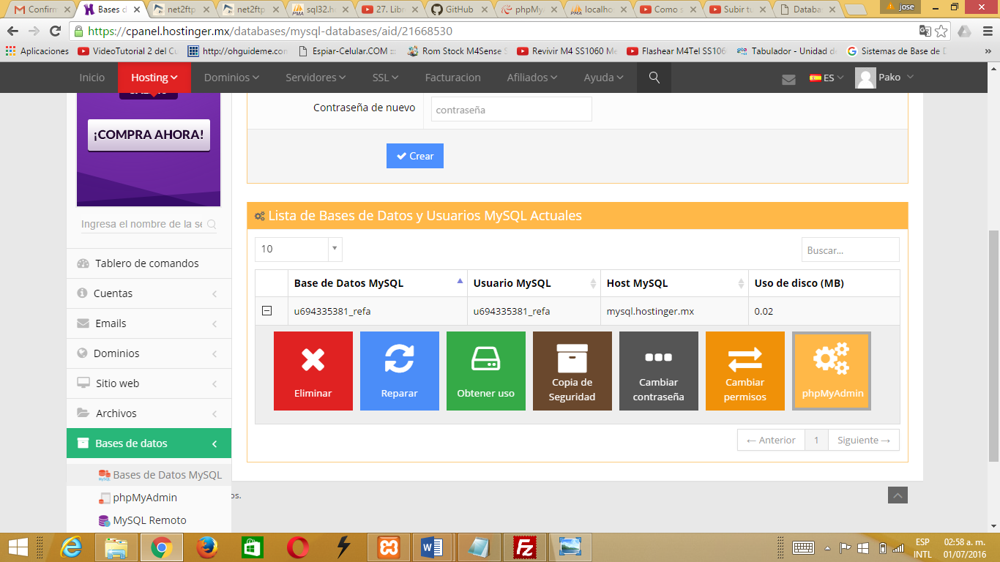 Confirm
Bases d
net2ftp
net2ftp
sql32.h
27. Libr
GitHub
phpMy
localho
Como s
Subir tu
Databa
jose
https://cpanel.hostinger.mx/databases/mysql-databases/aid/21668530
Aplicaciones
VideoTutorial 2 del Cu
http://ohguideme.com
Espiar-Celular.COM :::
Rom Stock M4Sense S
Revivir M4 SS1060 Me
Flashear M4Tel SS106
Tabulador - Unidad de
Sistemas de Base de D
»
Inicio
Hosting
Dominios
Servidores
SSL
Facturacion
Afiliados
Ayuda
ES
Pako
¡COMPRA AHORA!
Ingresa el nombre de la se
Tablero de comandos
Cuentas
Emails
Dominios
Sitio web
Archivos
Bases de datos
Bases de Datos MySQL
phpMyAdmin
MySQL Remoto
Contraseña de nuevo
contraseña
Crear
Lista de Bases de Datos y Usuarios MySQL Actuales
10
Buscar...
Base de Datos MySQL
Usuario MySQL
Host MySQL
Uso de disco (MB)
u694335381_refa
u694335381_refa
mysql.hostinger.mx
0.02
Eliminar
Reparar
Obtener uso
Copia de
Seguridad
Cambiar
contraseña
Cambiar
permisos
phpMyAdmin
← Anterior
1
Siguiente →
os.
ESP
INTL
02:58 a. m.
01/07/2016